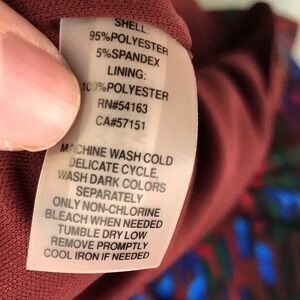 SHELL:
95%POLYESTER
5%SPANDEX
LINING:
100%POLYESTER
RN#54163
CA#57151
MACHINE WASH COLD
DELICATE CYCLE,
WASH DARK COLORS
SEPARATELY
ONLY NON-CHLORINE
BLEACH WHEN NEEDED
TUMBLE DRY LOW
REMOVE PROMPTLY
COOL IRON IF NEEDED